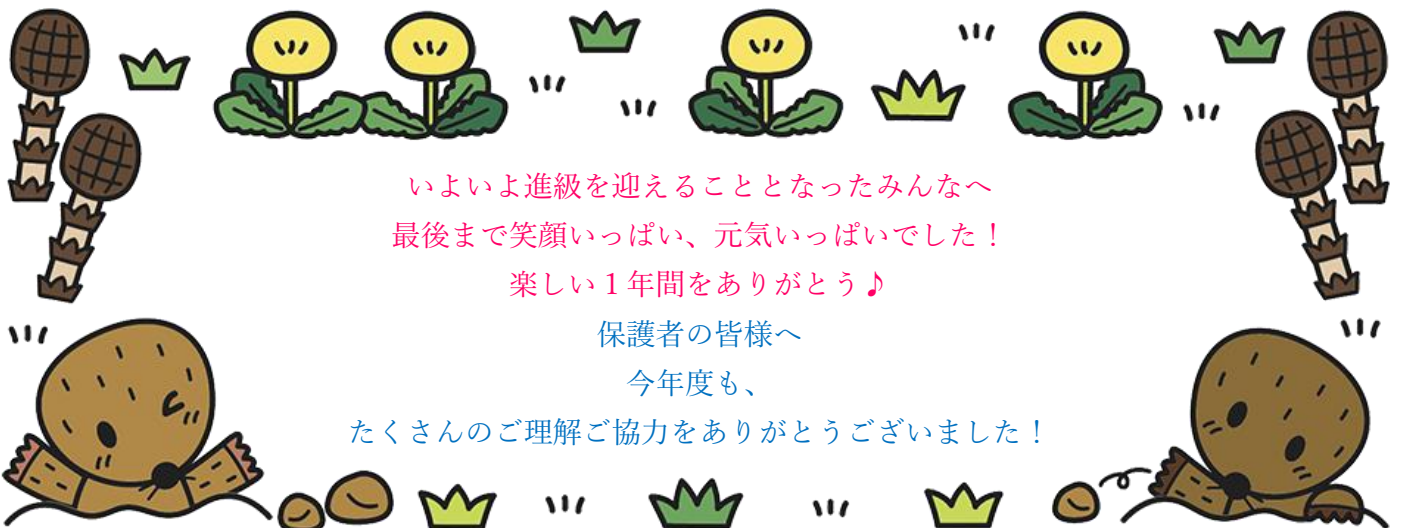 いよいよ進級を迎えることとなったみんなへ
最後まで笑顔いっぱい、元気いっぱいでした！
楽しい１年間をありがとう♪
保護者の皆様へ
今年度も、
たくさんのご理解ご協力をありがとうございました！